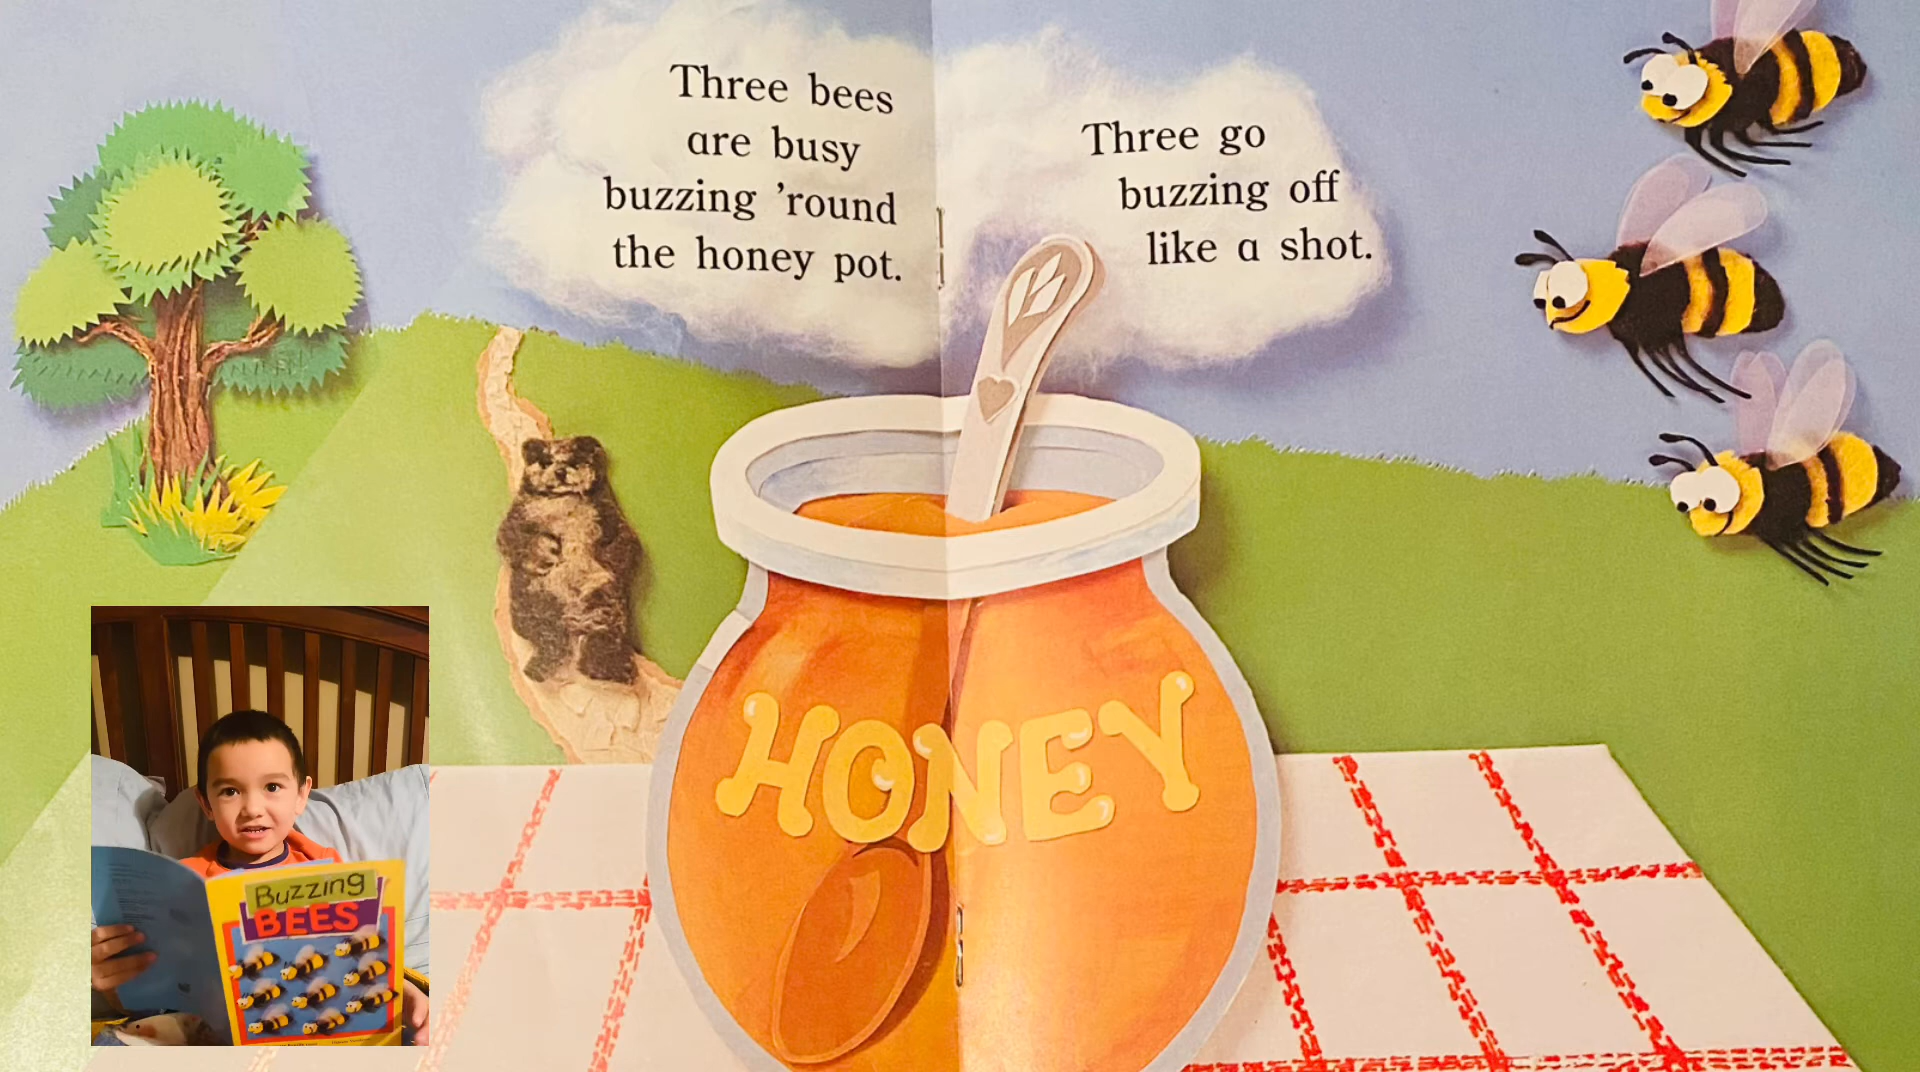 Three bees
are busy
buzzing ’round
the honey pot.
Three go
buzzing off
like a shot.
HONEY
Buzzing
BEES